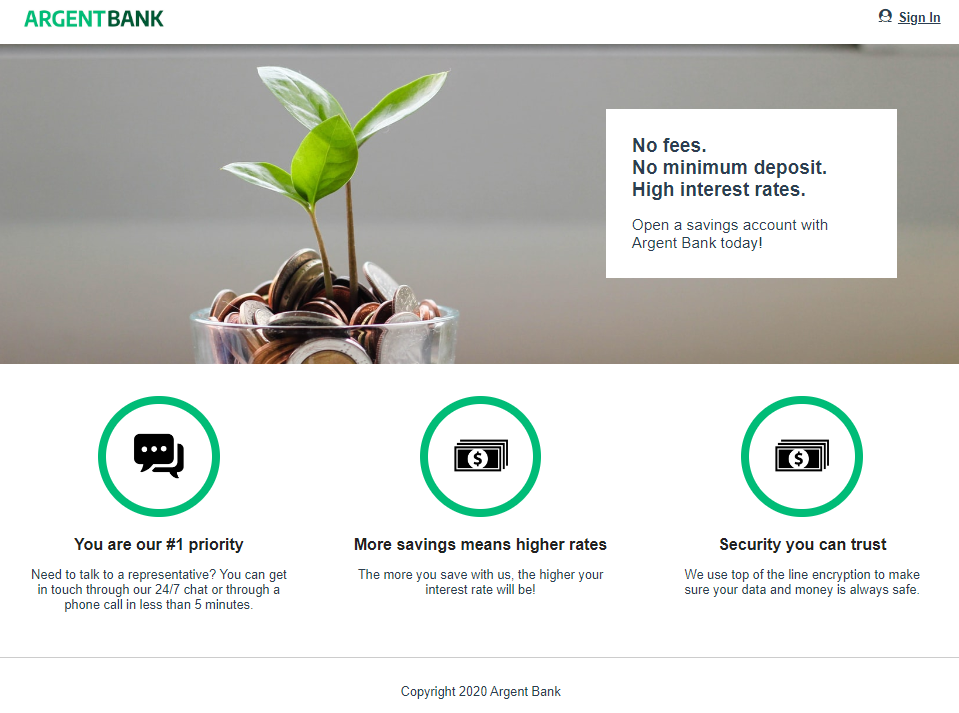 ARGENTBANK
Sign In
No fees.
No minimum deposit.
High interest rates.
Open a savings account with
Argent Bank today!
You are our #1 priority
Need to talk to a representative? You can get
in touch through our 24/7 chat or through a
phone call in less than 5 minutes.
More savings means higher rates
The more you save with us, the higher your
interest rate will be!
Security you can trust
We use top of the line encryption to make
sure your data and money is always safe.
Copyright 2020 Argent Bank